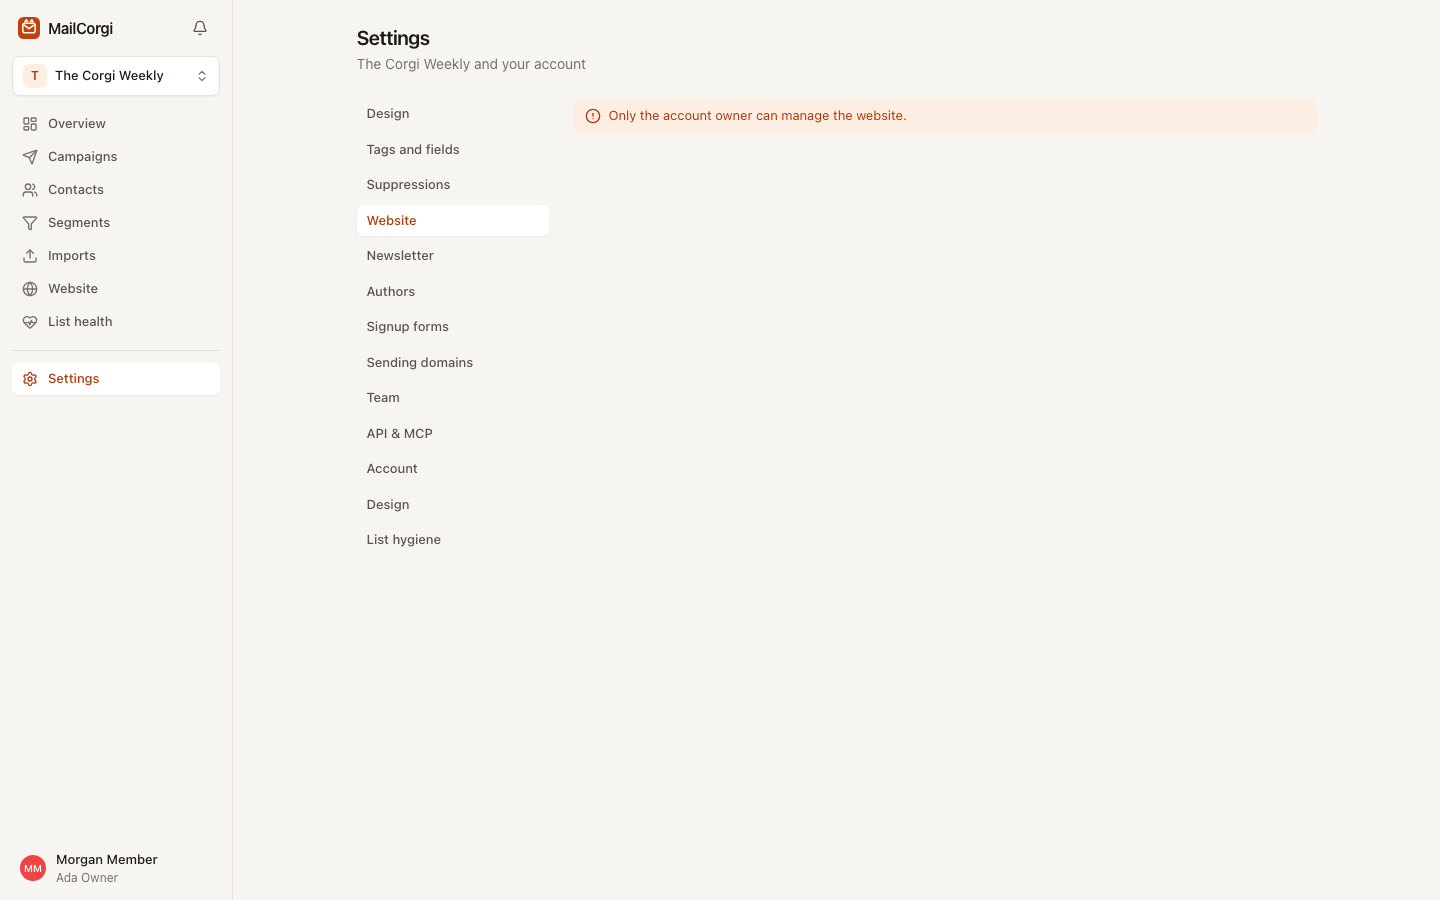 MailCorgi
T
The Corgi Weekly
Overview
Campaigns
Contacts
Segments
Imports
Website
List health
Settings
MM
Morgan Member
Ada Owner
Settings
The Corgi Weekly and your account
Design
Tags and fields
Suppressions
Website
Newsletter
Authors
Signup forms
Sending domains
Team
API & MCP
Account
Design
List hygiene
Only the account owner can manage the website.